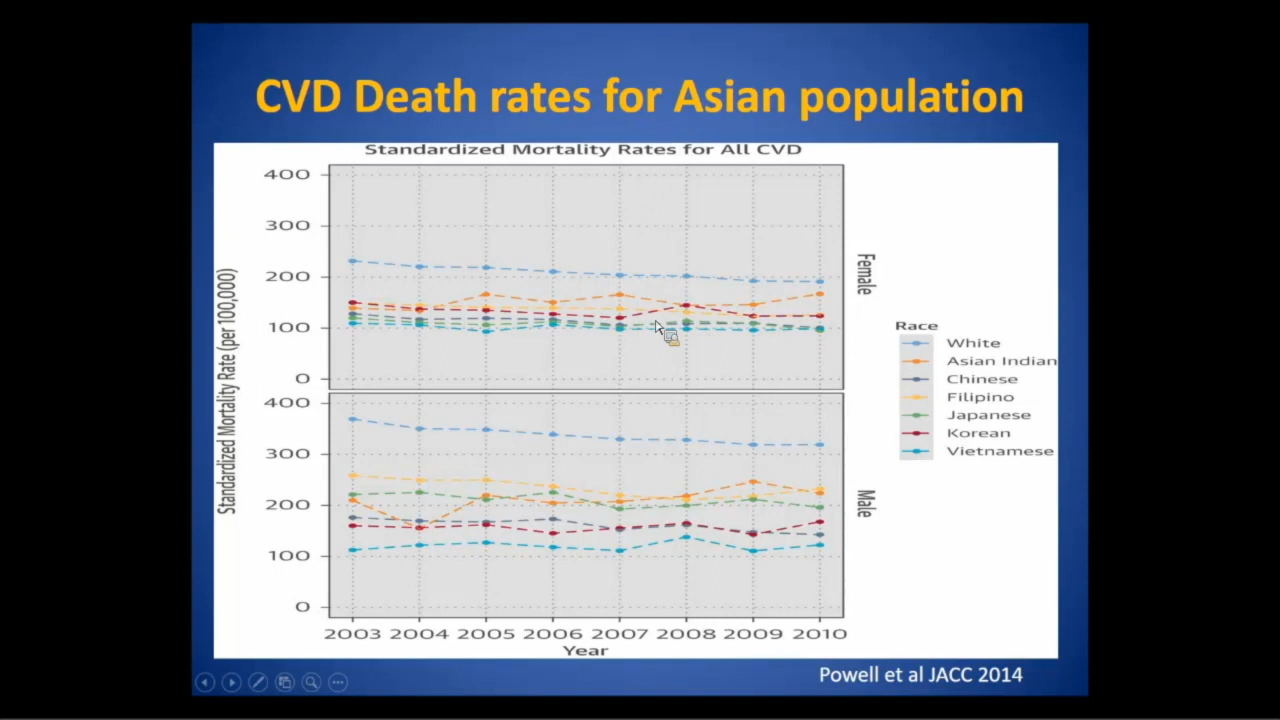 CVD Death rates for Asian population
Standardized Mortality Rates for All CVD
Standardized Mortality Rate (per 100,000)
400
300
200
100
0
Female
400
300
200
100
0
Male
2003 2004 2005 2006 2007 2008 2009 2010
Year
Race
White
Asian Indian
Chinese
Filipino
Japanese
Korean
Vietnamese
Powell et al JACC 2014